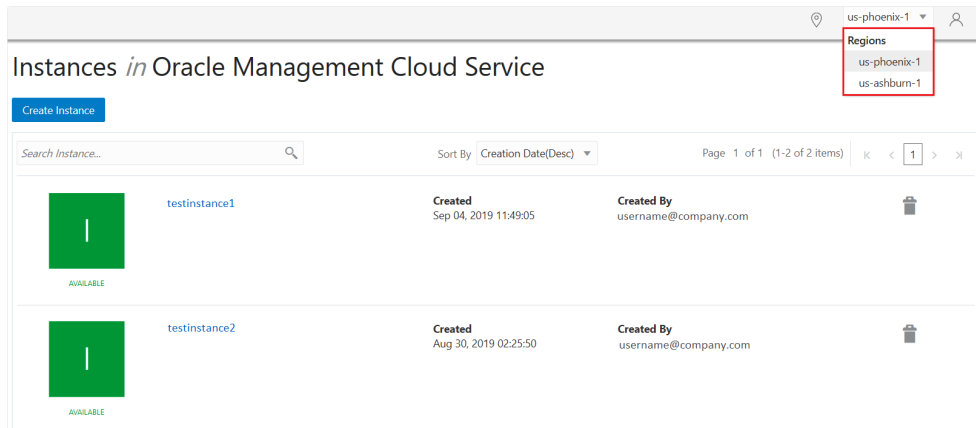 us-phoenix-1
Regions
us-phoenix-1
us-ashburn-1
Instances in Oracle Management Cloud Service
Create Instance
Search Instance...
Sort By Creation Date(Desc)
Page 1 of 1 (1-2 of 2 items) 1
I
AVAILABLE
testinstance1
Created
Sep 04, 2019 11:49:05
Created By
username@company.com
I
AVAILABLE
testinstance2
Created
Aug 30, 2019 02:25:50
Created By
username@company.com